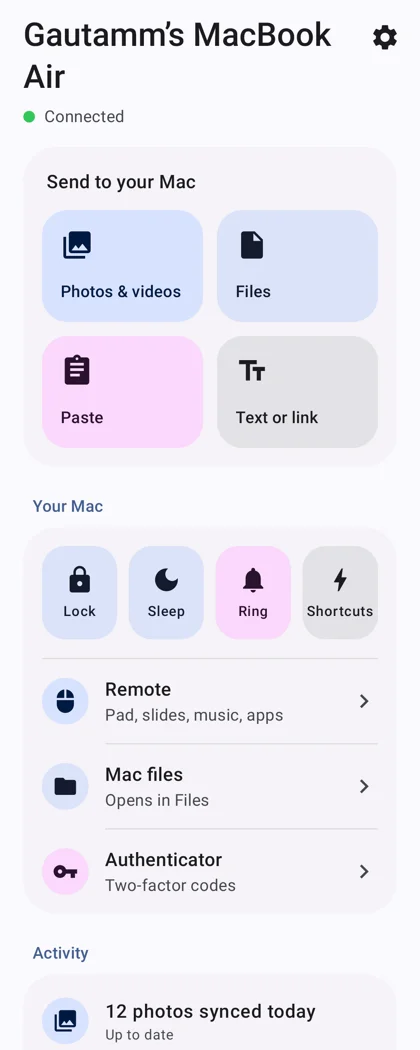 Gautamm’s MacBook
Air
Connected
Send to your Mac
Photos & videos
Files
Paste
Text or link
Your Mac
Lock
Sleep
Ring
Shortcuts
Remote
Pad, slides, music, apps
Mac files
Opens in Files
Authenticator
Two-factor codes
Activity
12 photos synced today
Up to date